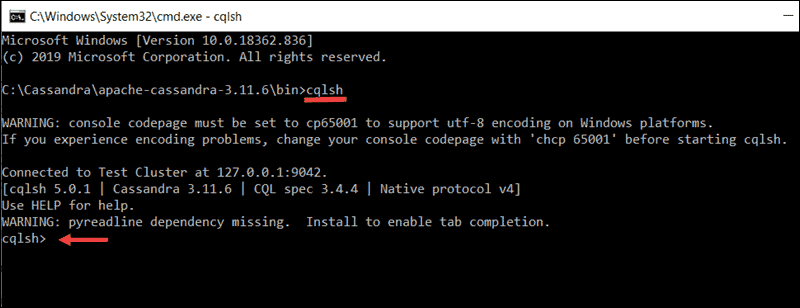 C:\Windows\System32\cmd.exe - cqlsh
Microsoft Windows [Version 10.0.18362.836]
(c) 2019 Microsoft Corporation. All rights reserved.
C:\Cassandra\apache-cassandra-3.11.6\bin>cqlsh
WARNING: console codepage must be set to cp65001 to support utf-8 encoding on Windows platforms.
If you experience encoding problems, change your console codepage with 'chcp 65001' before starting cqlsh.
Connected to Test Cluster at 127.0.0.1:9042.
[cqlsh 5.0.1 | Cassandra 3.11.6 | CQL spec 3.4.4 | Native protocol v4]
Use HELP for help.
WARNING: pyreadline dependency missing.  Install to enable tab completion.
cqlsh>